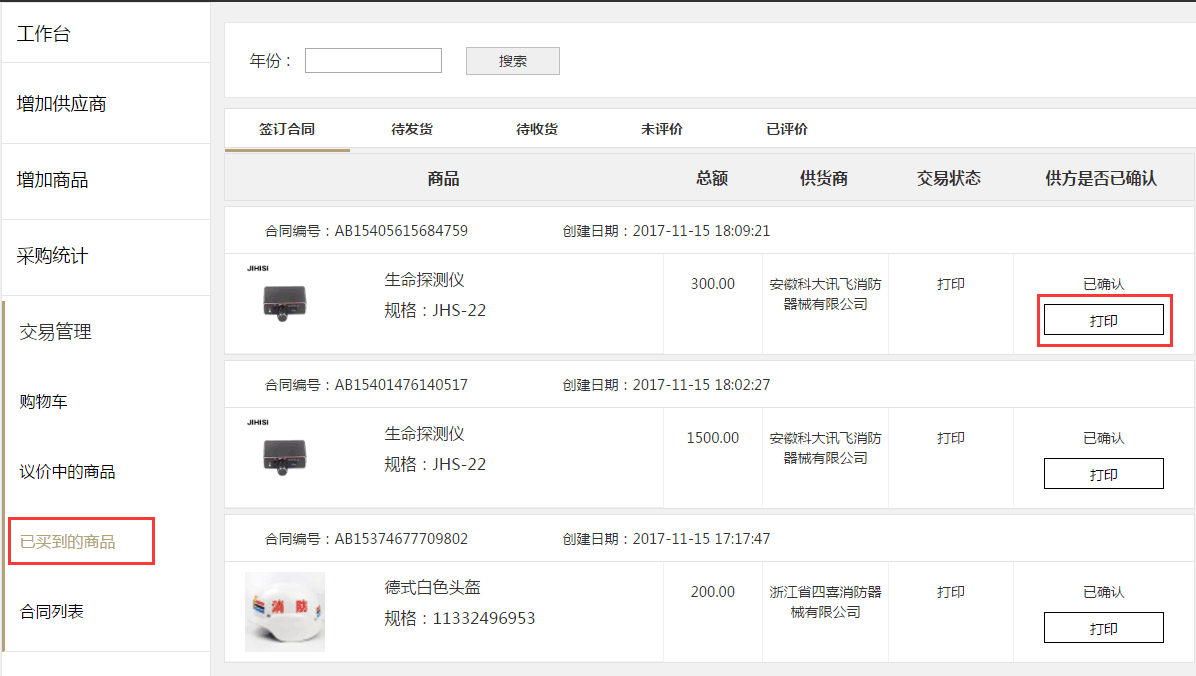 工作台
增加供应商
增加商品
采购统计
交易管理
购物车
议价中的商品
已买到的商品
合同列表
年份：
搜索
签订合同 待发货 待收货 未评价 已评价
商品 总额 供货商 交易状态 供方是否已确认
合同编号：AB15405615684759 创建日期：2017-11-15 18:09:21
JIHISI
生命探测仪
规格：JHS-22
300.00
安徽科大讯飞消防
器械有限公司
打印
已确认
打印
合同编号：AB15401476140517 创建日期：2017-11-15 18:02:27
JIHISI
生命探测仪
规格：JHS-22
1500.00
安徽科大讯飞消防
器械有限公司
打印
已确认
打印
合同编号：AB15374677709802 创建日期：2017-11-15 17:17:47
消 防
德式白色头盔
规格：11332496953
200.00
浙江省四喜消防器
械有限公司
打印
已确认
打印